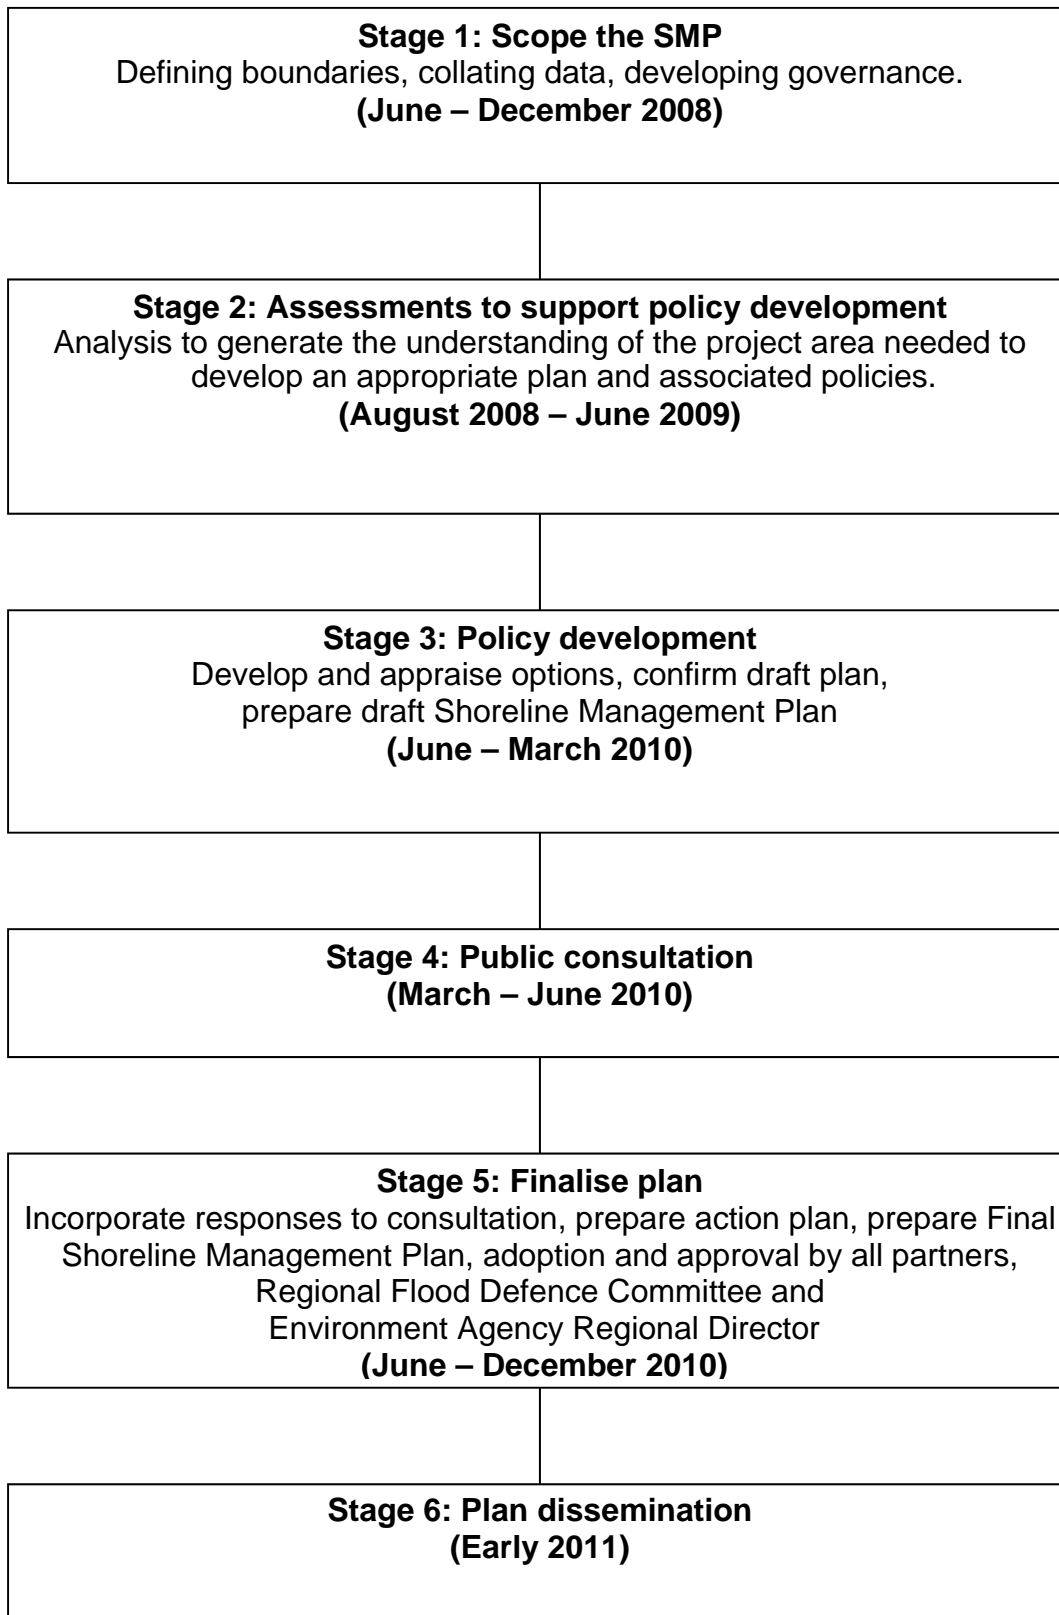 Stage 1: Scope the SMP
Defining boundaries, collating data, developing governance.
(June – December 2008)
Stage 2: Assessments to support policy development
Analysis to generate the understanding of the project area needed to
develop an appropriate plan and associated policies.
(August 2008 – June 2009)
Stage 3: Policy development
Develop and appraise options, confirm draft plan,
prepare draft Shoreline Management Plan
(June – March 2010)
Stage 4: Public consultation
(March – June 2010)
Stage 5: Finalise plan
Incorporate responses to consultation, prepare action plan, prepare Final
Shoreline Management Plan, adoption and approval by all partners,
Regional Flood Defence Committee and
Environment Agency Regional Director
(June – December 2010)
Stage 6: Plan dissemination
(Early 2011)